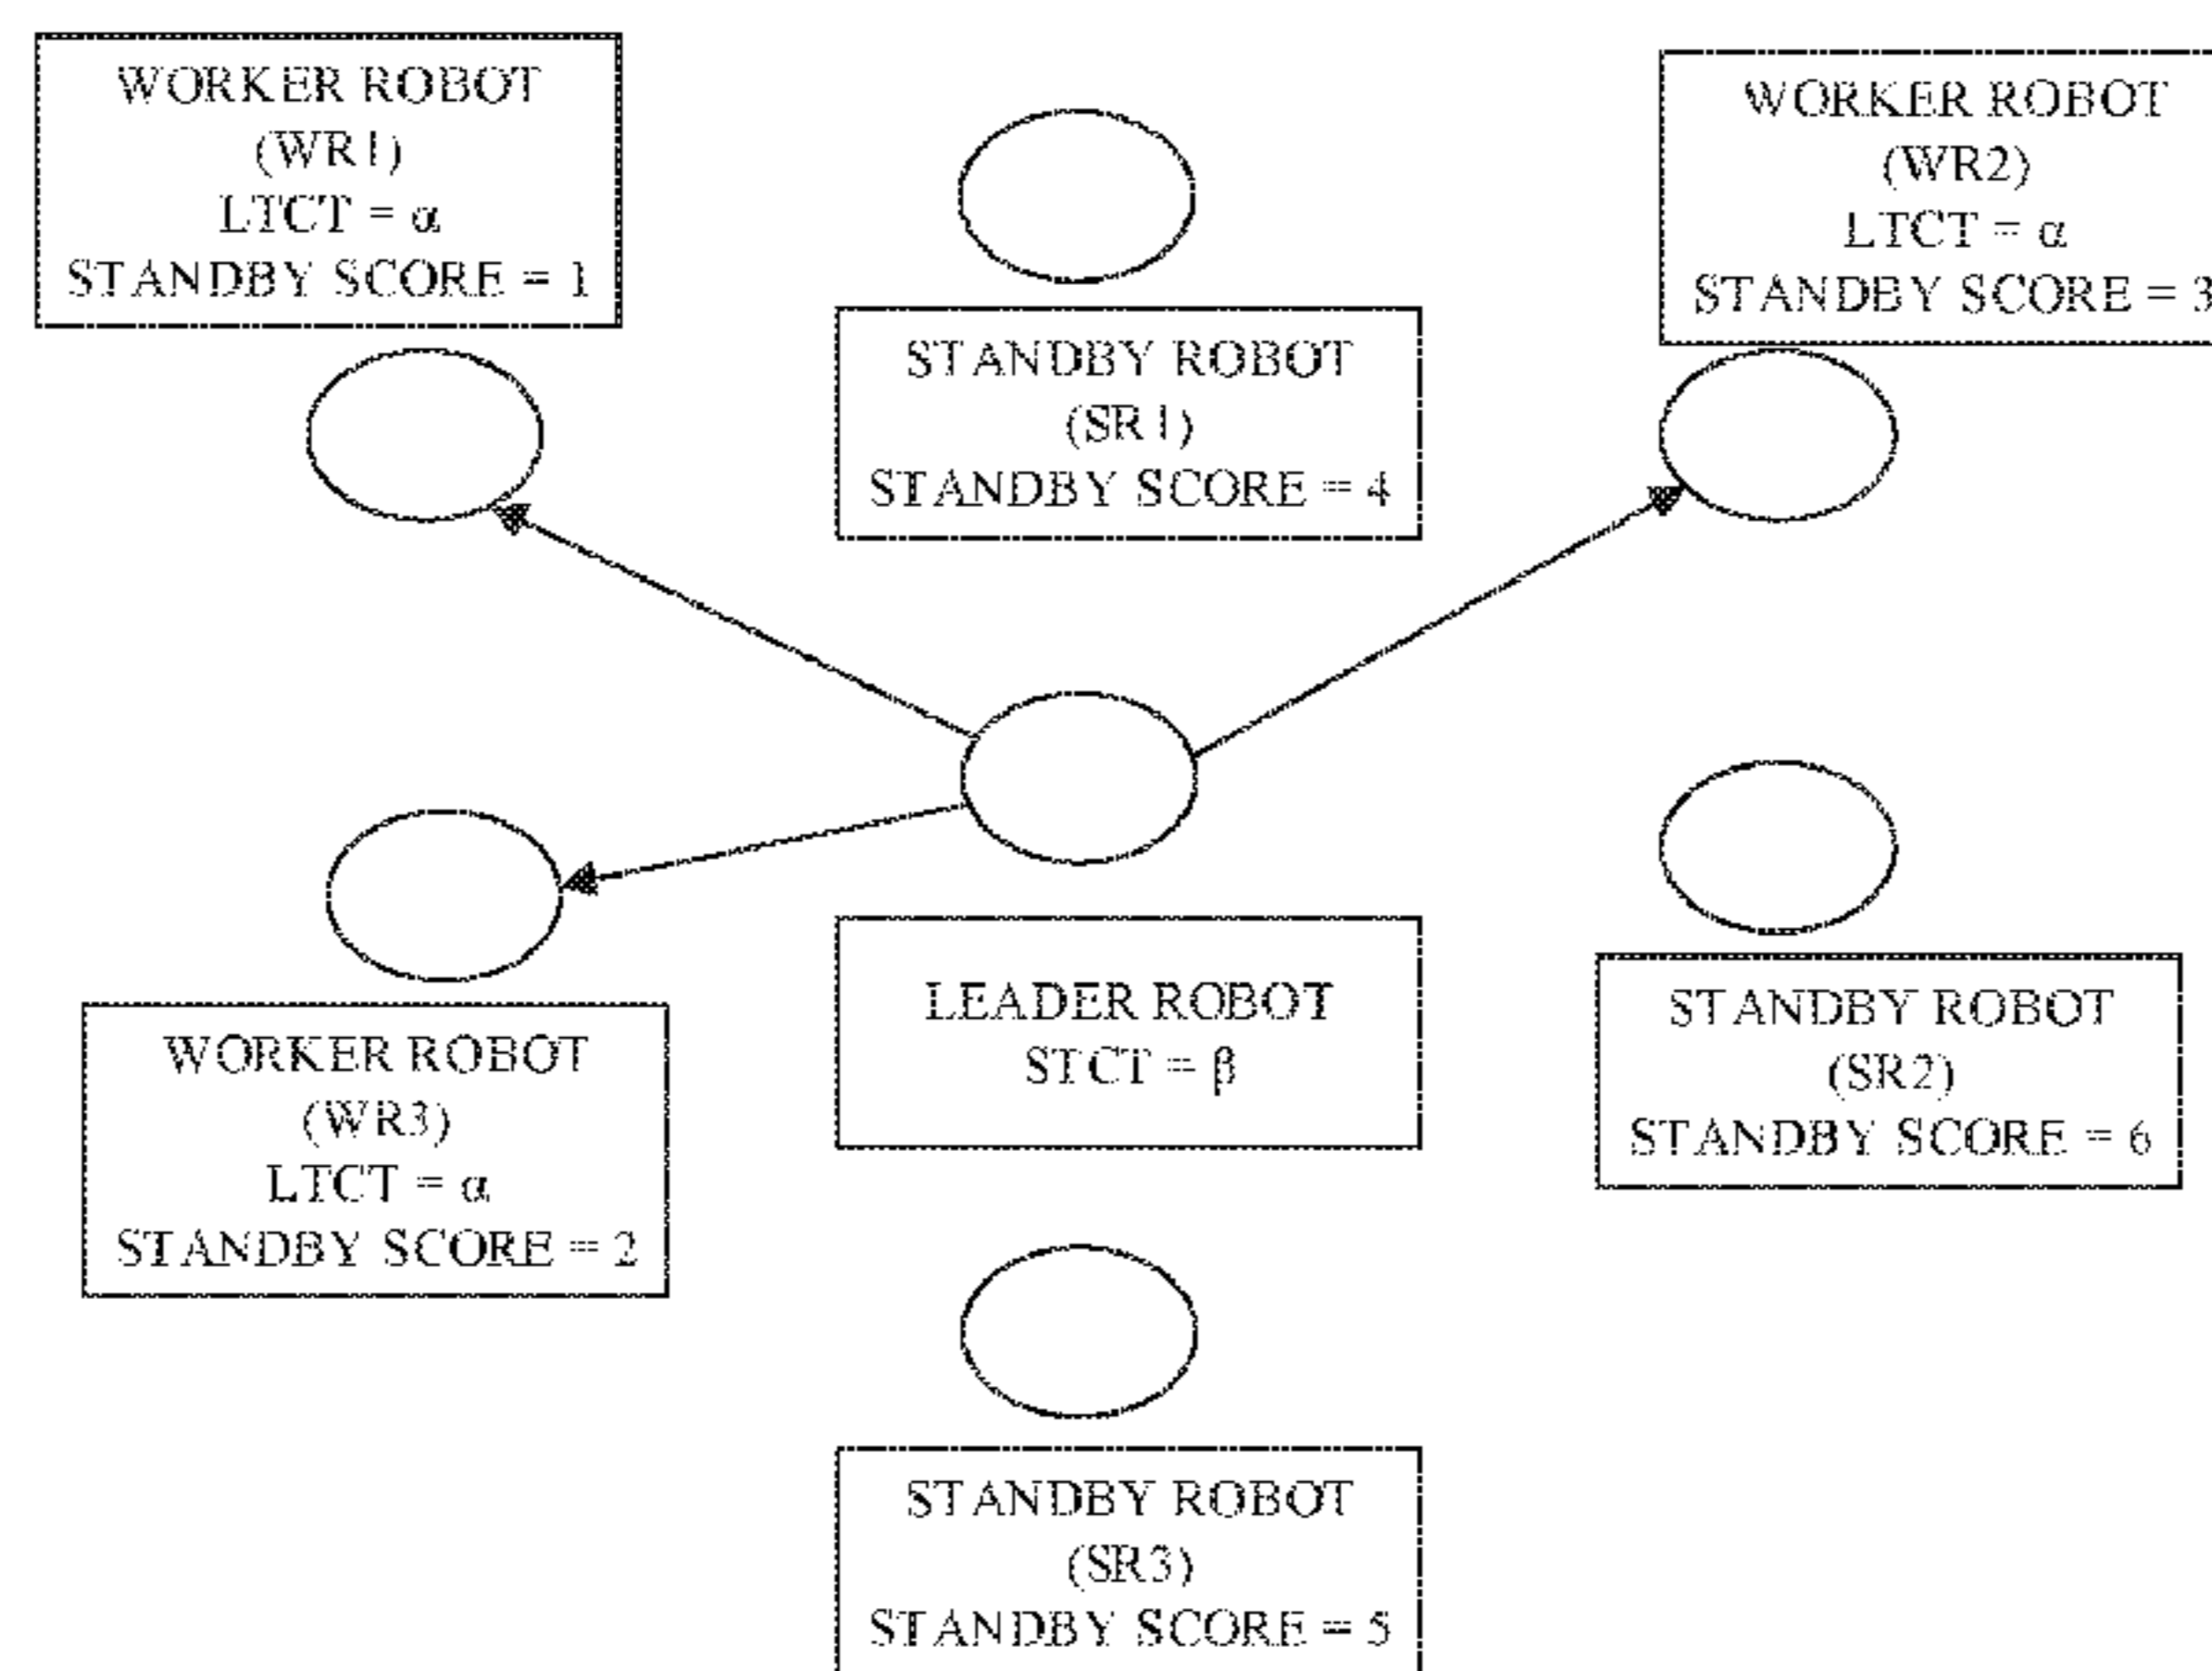 WORKER ROBOT
(WR1)
LTCT = α
STANDBY SCORE = 1
WORKER ROBOT
(WR2)
LTCT = α
STANDBY SCORE = 3
STANDBY ROBOT
(SR1)
STANDBY SCORE = 4
LEADER ROBOT
STCT = β
STANDBY ROBOT
(SR2)
STANDBY SCORE = 6
WORKER ROBOT
(WR3)
LTCT = α
STANDBY SCORE = 2
STANDBY ROBOT
(SR3)
STANDBY SCORE = 5